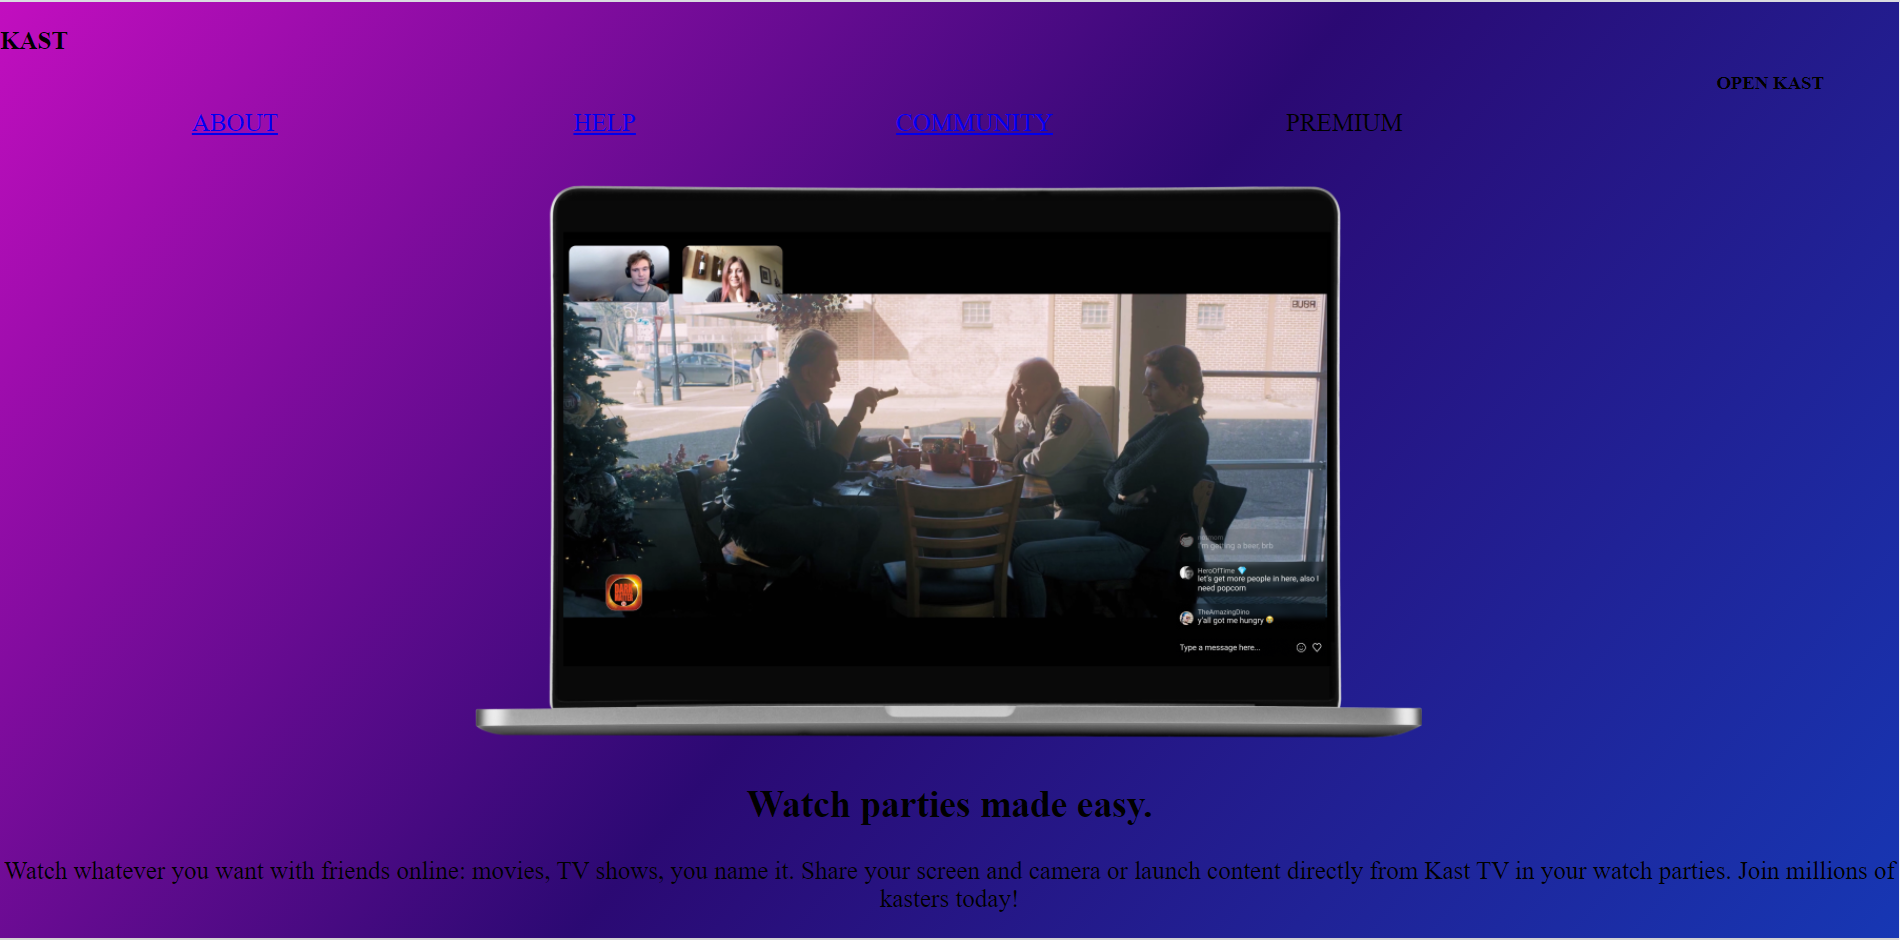 KAST
OPEN KAST
ABOUT
HELP
COMMUNITY
PREMIUM
I'm getting a beer, brb
HeroOfTime
let's get more people in here, also I
need popcorn
TheAmazingDino
y'all got me hungry
Type a message here...
Watch parties made easy.
Watch whatever you want with friends online: movies, TV shows, you name it. Share your screen and camera or launch content directly from Kast TV in your watch parties. Join millions of
kasters today!